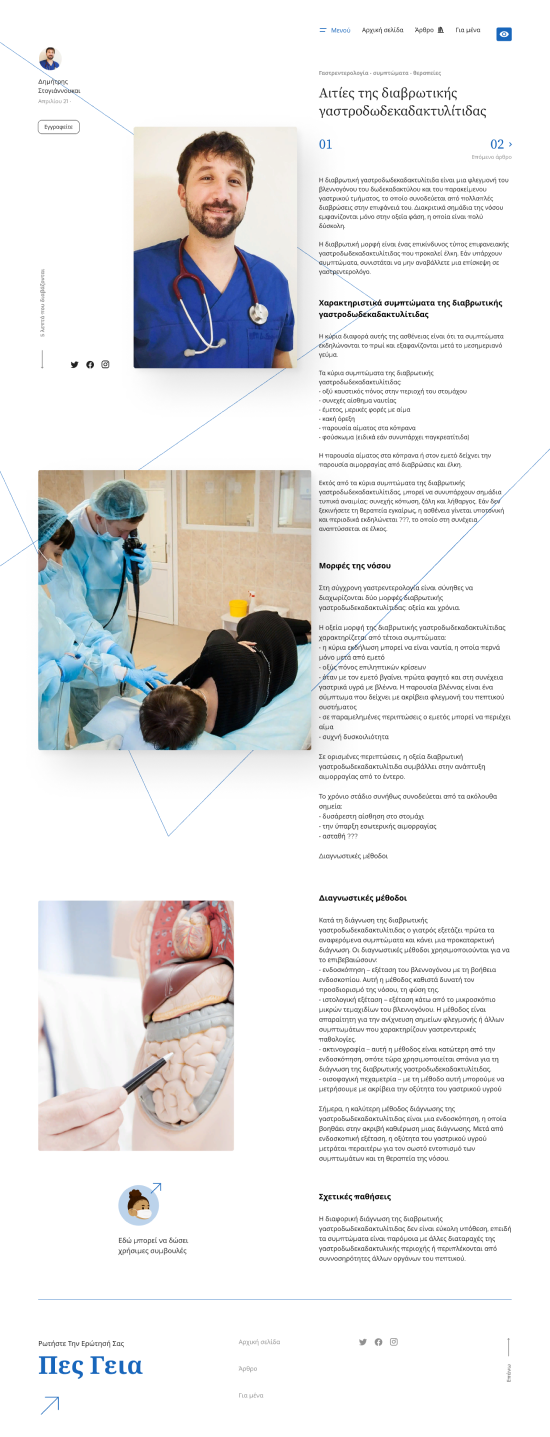 Μενού
Αρχική σελίδα
Άρθρο
Για μένα
Δημήτρης
Στογιάννουκαι
Απριλίου 21 ·
Εγγραφείτε
5 λεπτά που διαβάζονται
Γαστρεντερολογία - συμπτώματα - θεραπείες
Αιτίες της διαβρωτικής
γαστροδωδεκαδακτυλίτιδας
01
02 ›
Επόμενο άρθρο
Η διαβρωτική γαστροδωδεκαδακτυλίτιδα είναι μια φλεγμονή του
βλεννογόνου του δωδεκαδακτύλου και του παρακείμενου
γαστρικού τμήματος, το οποίο συνοδεύεται από πολλαπλές
διαβρώσεις στην επιφάνειά του. Διακριτικά σημάδια της νόσου
εμφανίζονται μόνο στην οξεία φάση, η οποία είναι πολύ
δύσκολη.
Η διαβρωτική μορφή είναι ένας επικίνδυνος τύπος επιφανειακής
γαστροδωδεκαδακτυλίτιδας που προκαλεί έλκη. Εάν υπάρχουν
συμπτώματα, συνιστάται να μην αναβάλλετε μια επίσκεψη σε
γαστρεντερολόγο.
Χαρακτηριστικά συμπτώματα της διαβρωτικής
γαστροδωδεκαδακτυλίτιδας
Η κύρια διαφορά αυτής της ασθένειας είναι ότι τα συμπτώματα
εκδηλώνονται το πρωί και εξαφανίζονται μετά το μεσημεριανό
γεύμα.
Τα κύρια συμπτώματα της διαβρωτικής
γαστροδωδεκαδακτυλίτιδας:
- οξύ καυστικός πόνος στην περιοχή του στομάχου
- συνεχές αίσθημα ναυτίας
- έμετος, μερικές φορές με αίμα
- κακή όρεξη
- παρουσία αίματος στα κόπρανα
- φούσκωμα (ειδικά εάν συνυπάρχει παγκρεατίτιδα)
Η παρουσία αίματος στα κόπρανα ή στον εμετό δείχνει την
παρουσία αιμορραγίας από διαβρώσεις και έλκη.
Εκτός από τα κύρια συμπτώματα της διαβρωτικής
γαστροδωδεκαδακτυλίτιδας, μπορεί να συνυπάρχουν σημάδια
τυπικά αναιμίας: συνεχής κόπωση, ζάλη και λήθαργος. Εάν δεν
ξεκινήσετε τη θεραπεία εγκαίρως, η ασθένεια γίνεται υποτονική
και περιοδικά εκδηλώνεται ???, το οποίο στη συνέχεια
αναπτύσσεται σε έλκος.
Μορφές της νόσου
Στη σύγχρονη γαστρεντερολογία είναι σύνηθες να
διαχωρίζονται δύο μορφές διαβρωτικής
γαστροδωδεκαδακτυλίτιδας: οξεία και χρόνια.
Η οξεία μορφή της διαβρωτικής γαστροδωδεκαδακτυλίτιδας
χαρακτηρίζεται από τέτοια συμπτώματα:
- η κύρια εκδήλωση μπορεί να είναι ναυτία, η οποία περνά
μόνο μετά από εμετό
- οξύς πόνος επιληπτικών κρίσεων
- όταν με τον εμετό βγαίνει πρώτα φαγητό και στη συνέχεια
γαστρικά υγρά με βλέννα. Η παρουσία βλέννας είναι ένα
σύμπτωμα που δείχνει με ακρίβεια φλεγμονή του πεπτικού
συστήματος
- σε παραμελημένες περιπτώσεις ο εμετός μπορεί να περιέχει
αίμα
- συχνή δυσκοιλιότητα
Σε ορισμένες περιπτώσεις, η οξεία διαβρωτική
γαστροδωδεκαδακτυλίτιδα συμβάλλει στην ανάπτυξη
αιμορραγίας από το έντερο.
Το χρόνιο στάδιο συνήθως συνοδεύεται από τα ακόλουθα
σημεία:
- δυσάρεστη αίσθηση στο στομάχι
- την ύπαρξη εσωτερικής αιμορραγίας
- ασταθή ???
Διαγνωστικές μέθοδοι
Διαγνωστικές μέθοδοι
Κατά τη διάγνωση της διαβρωτικής
γαστροδωδεκαδακτυλίτιδας ο γιατρός εξετάζει πρώτα τα
αναφερόμενα συμπτώματα και κάνει μια προκαταρκτική
διάγνωση. Οι διαγνωστικές μέθοδοι χρησιμοποιούνται για να
το επιβεβαιώσουν:
- ενδοσκόπηση – εξέταση του βλεννογόνου με τη βοήθεια
ενδοσκοπίου. Αυτή η μέθοδος καθιστά δυνατό τον
προσδιορισμό της νόσου, τη φύση της.
- ιστολογική εξέταση – εξέταση κάτω από το μικροσκόπιο
μικρών τεμαχιδίων του βλεννογόνου. Η μέθοδος είναι
απαραίτητη για την ανίχνευση σημείων φλεγμονής ή άλλων
συμπτωμάτων που χαρακτηρίζουν γαστρεντερικές
παθολογίες.
- ακτινογραφία – αυτή η μέθοδος είναι κατώτερη από την
ενδοσκόπηση, οπότε τώρα χρησιμοποιείται σπάνια για τη
διάγνωση της διαβρωτικής γαστροδωδεκαδακτυλίτιδας.
- οισοφαγική πεχαμετρία – με τη μέθοδο αυτή μπορούμε να
μετρήσουμε με ακρίβεια την οξύτητα του γαστρικού υγρού
Σήμερα, η καλύτερη μέθοδος διάγνωσης της
γαστροδωδεκαδακτυλίτιδας είναι μια ενδοσκόπηση, η οποία
βοηθάει στην ακριβή καθιέρωση μιας διάγνωσης. Μετά από
ενδοσκοπική εξέταση, η οξύτητα του γαστρικού υγρού
μετράται περαιτέρω για τον σωστό εντοπισμό των
συμπτωμάτων και τη θεραπεία της νόσου.
Εδώ μπορεί να δώσει
χρήσιμες συμβουλές
Σχετικές παθήσεις
Η διαφορική διάγνωση της διαβρωτικής
γαστροδωδεκαδακτυλίτιδας δεν είναι εύκολη υπόθεση, επειδή
τα συμπτώματα είναι παρόμοια με άλλες διαταραχές της
γαστροδωδεκαδακτυλικής περιοχής ή περιπλέκονται από
συννοσηρότητες άλλων οργάνων του πεπτικού.
Ρωτήστε Την Ερώτησή Σας
Πες Γεια
Αρχική σελίδα
Άρθρο
Για μένα
Επάνω